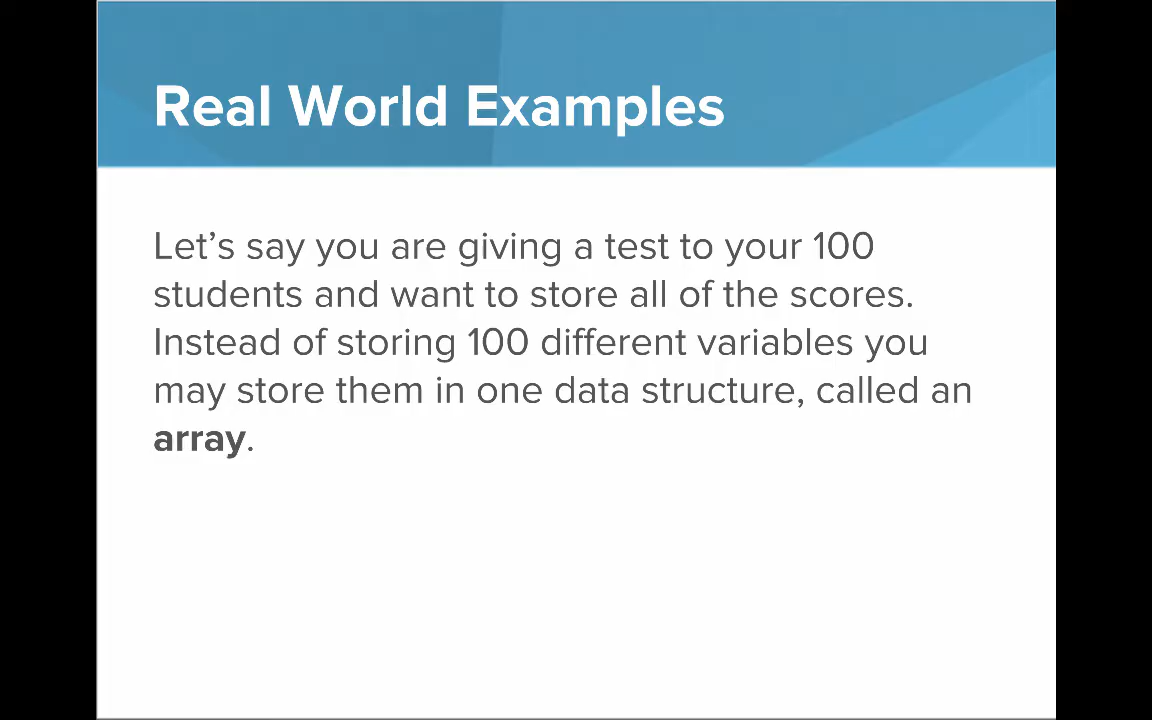 Real World Examples
Let’s say you are giving a test to your 100
students and want to store all of the scores.
Instead of storing 100 different variables you
may store them in one data structure, called an
array.